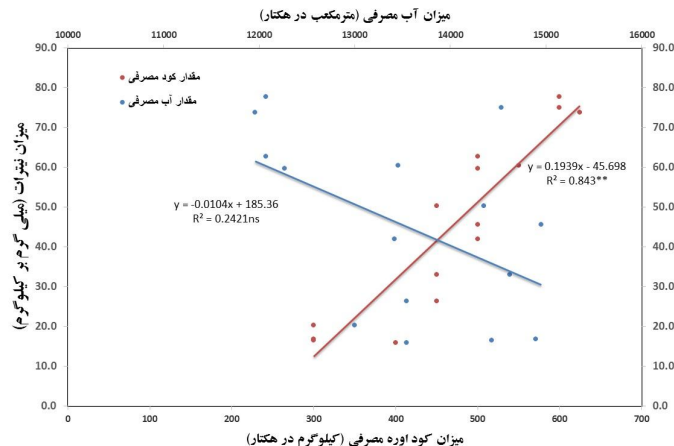 میزان آب مصرفی (مترمکعب در هکتار)
10000 11000 12000 13000 14000 15000 16000
90.0 90.0
80.0 80.0
70.0 70.0
60.0 60.0
50.0 50.0
40.0 40.0
30.0 30.0
20.0 20.0
10.0 10.0
0.0 0.0
مقدار کود مصرفی
مقدار آب مصرفی
y = 0.1939x - 45.698
R² = 0.843**
y = -0.0104x + 185.36
R² = 0.2421ns
میزان نیترات (میلی گرم بر کیلوگرم)
0 100 200 300 400 500 600 700
میزان کود اوره مصرفی (کیلوگرم در هکتار)